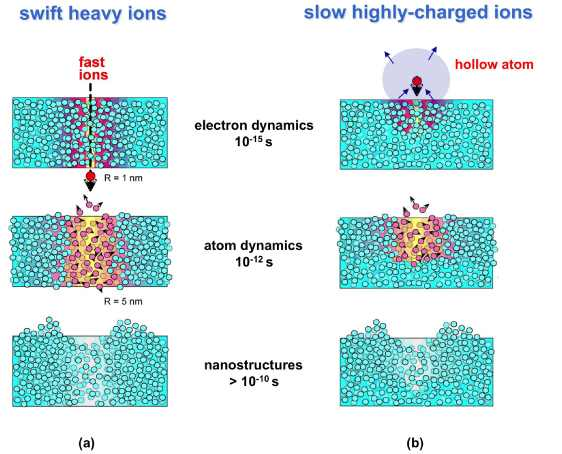 swift heavy ions
slow highly-charged ions
fast
ions
hollow atom
electron dynamics
10-15 s
R = 1 nm
atom dynamics
10-12 s
R = 5 nm
nanostructures
> 10-10 s
(a)
(b)